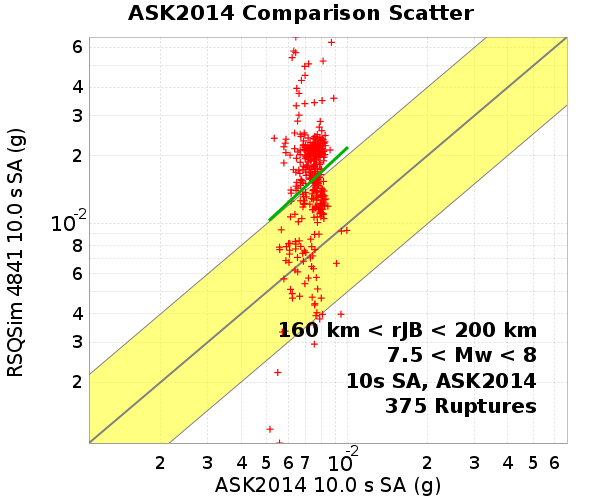 ASK2014 Comparison Scatter
RSQSim 4841 10.0 s SA (g)
6
4
3
2
10-2
8
6
4
3
2
160 km < rJB < 200 km
7.5 < Mw < 8
10s SA, ASK2014
375 Ruptures
2 3 4 5 6 7 10-2 2 3 4 5 6
ASK2014 10.0 s SA (g)